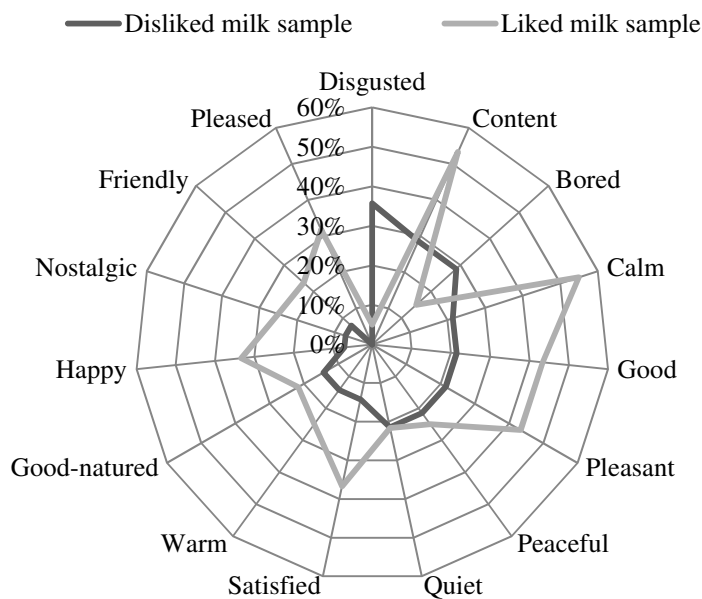 Disliked milk sample
Liked milk sample
Disgusted
60%
Content
Pleased
50%
Bored
Friendly
40%
30%
Calm
Nostalgic
20%
10%
0%
Happy
Good
Good-natured
Pleasant
Warm
Peaceful
Satisfied
Quiet